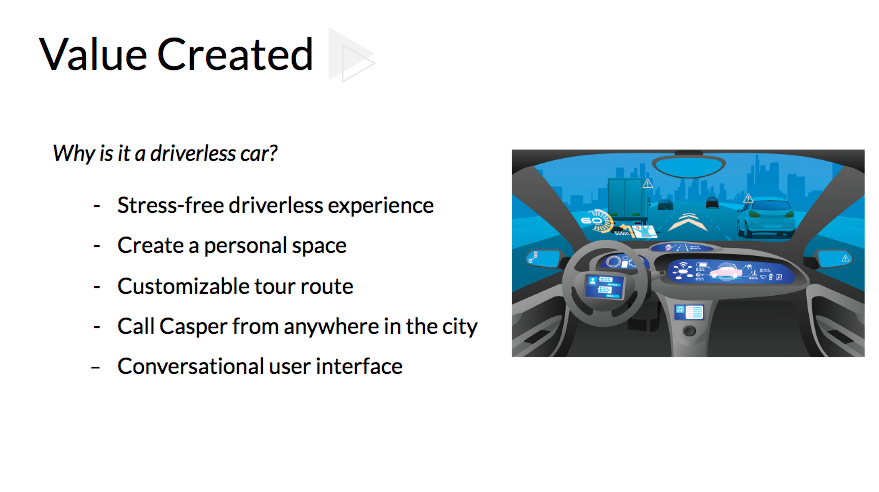 Value Created
Why is it a driverless car?
- Stress-free driverless experience
- Create a personal space
- Customizable tour route
- Call Casper from anywhere in the city
– Conversational user interface
60